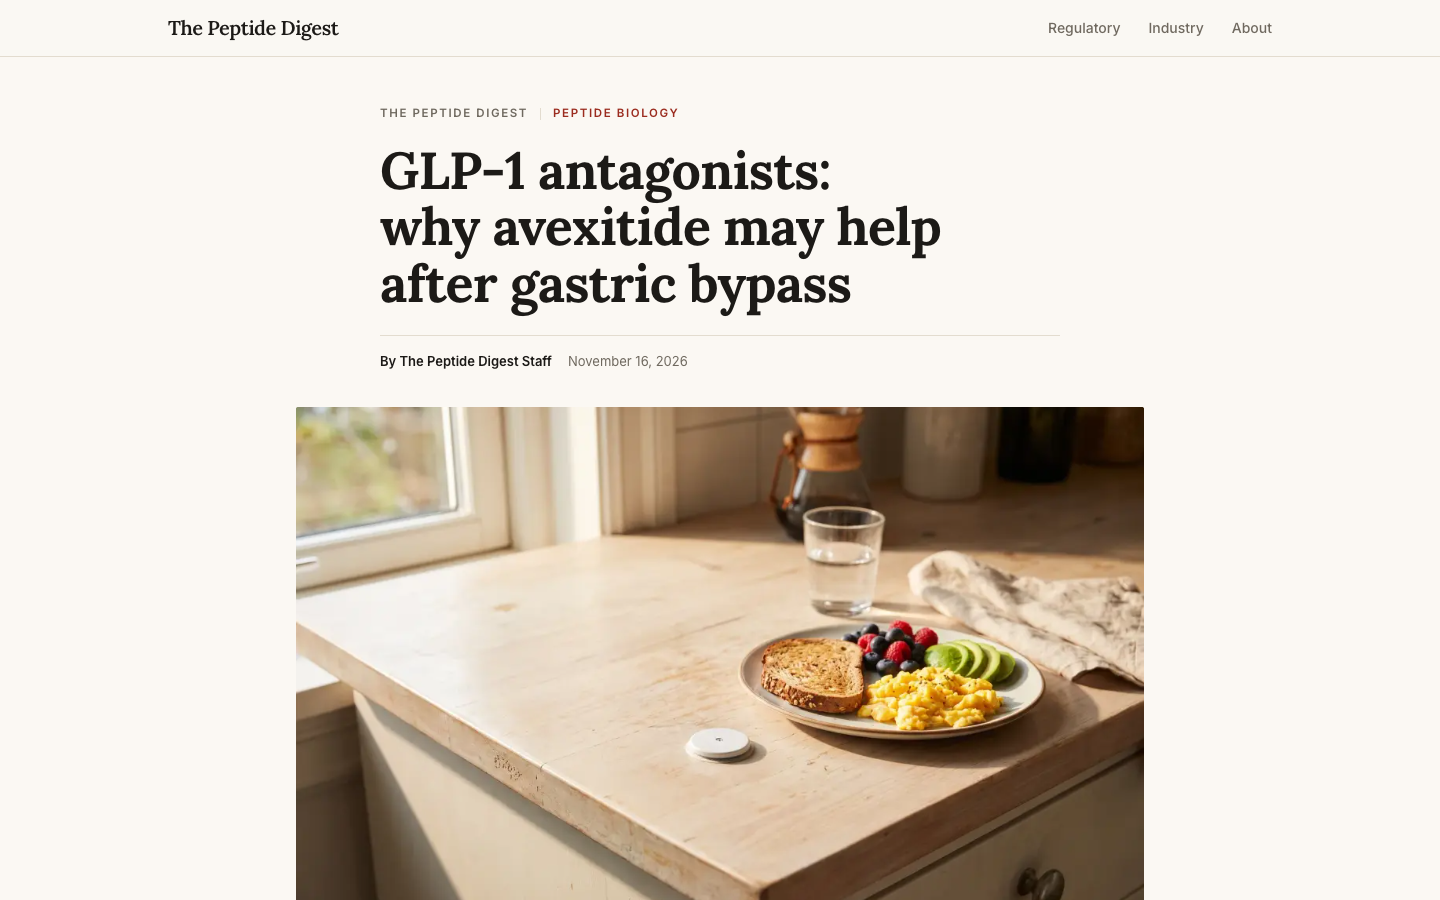 The Peptide Digest
Regulatory Industry About
THE PEPTIDE DIGEST | PEPTIDE BIOLOGY
GLP-1 antagonists:
why avexitide may help
after gastric bypass
By The Peptide Digest Staff November 16, 2026